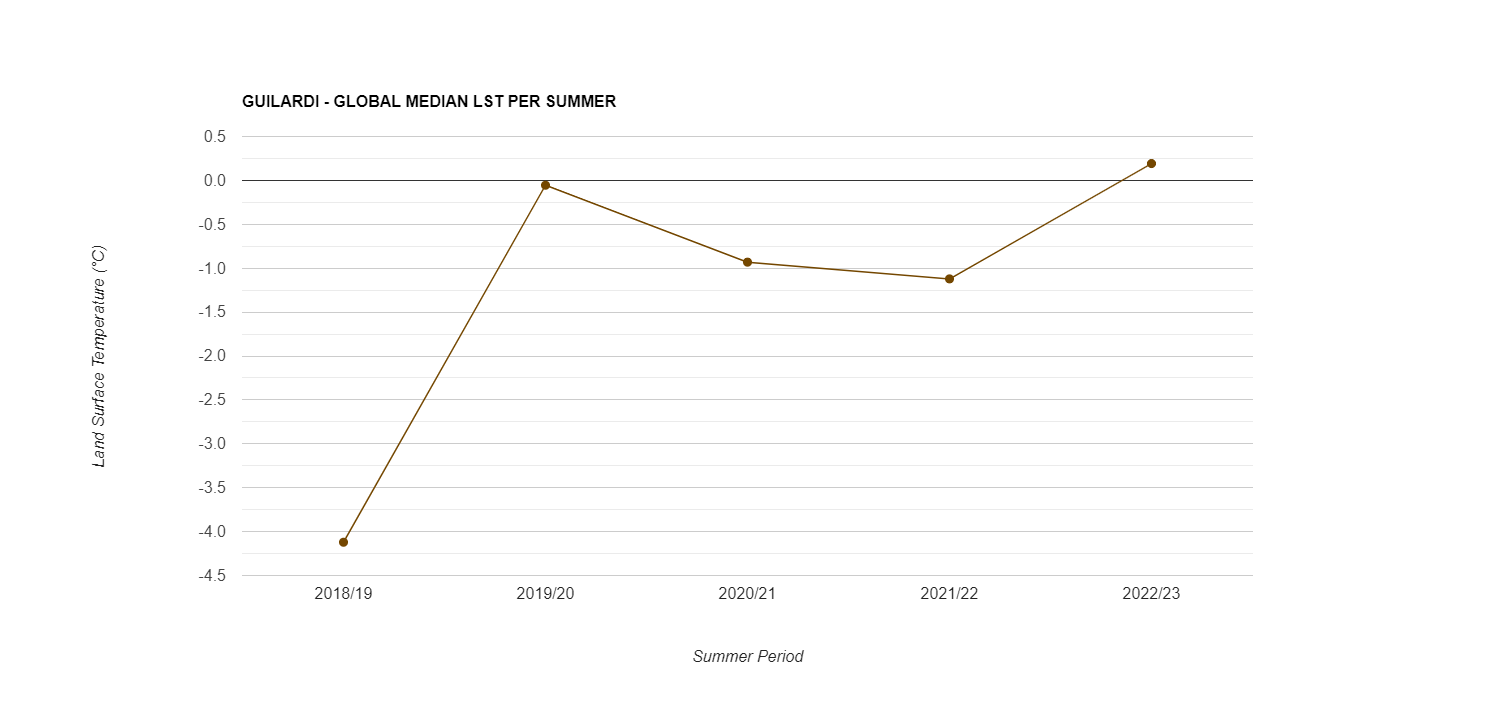 GUILARDI - GLOBAL MEDIAN LST PER SUMMER
0.5
0.0
-0.5
-1.0
-1.5
-2.0
-2.5
-3.0
-3.5
-4.0
-4.5
Land Surface Temperature (°C)
2018/19 2019/20 2020/21 2021/22 2022/23
Summer Period